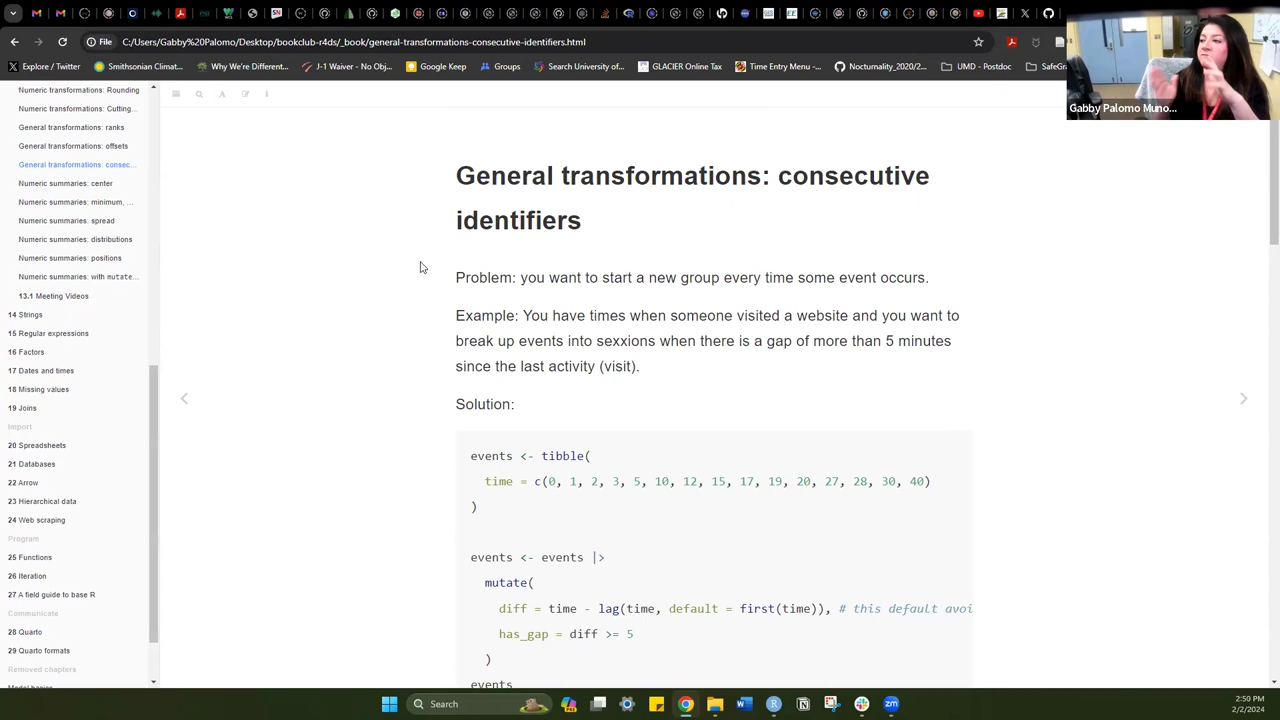 File
C:/Users/Gabby%20Palomo/Desktop/bookclub-r4ds/_book/general-transformations-consecutive-identifiers.html
Explore / Twitter
Smithsonian Climat...
Why We're Different...
J-1 Waiver - No Obj...
Google Keep
Groups
Search University of...
GLACIER Online Tax
Time Entry Menu -...
Nocturnality_2020/2...
UMD - Postdoc
SafeGra
Gabby Palomo Muno...
Numeric transformations: Rounding
Numeric transformations: Cutting...
General transformations: ranks
General transformations: offsets
General transformations: consec...
Numeric summaries: center
Numeric summaries: minimum, ...
Numeric summaries: spread
Numeric summaries: distributions
Numeric summaries: positions
Numeric summaries: with mutate...
13.1 Meeting Videos
14 Strings
15 Regular expressions
16 Factors
17 Dates and times
18 Missing values
19 Joins
Import
20 Spreadsheets
21 Databases
22 Arrow
23 Hierarchical data
24 Web scraping
Program
25 Functions
26 Iteration
27 A field guide to base R
Communicate
28 Quarto
29 Quarto formats
Removed chapters
Model basics
General transformations: consecutive
identifiers
Problem: you want to start a new group every time some event occurs.
Example: You have times when someone visited a website and you want to
break up events into sexxions when there is a gap of more than 5 minutes
since the last activity (visit).
Solution:
events <- tibble(
time = c(0, 1, 2, 3, 5, 10, 12, 15, 17, 19, 20, 27, 28, 30, 40)
)
events <- events |>
mutate(
diff = time - lag(time, default = first(time)), # this default avoi
has_gap = diff >= 5
)
events
Search
2:50 PM
2/2/2024